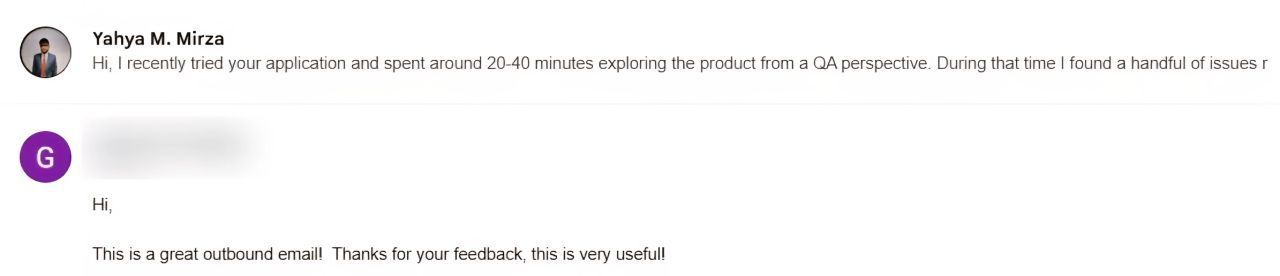 Yahya M. Mirza
Hi, I recently tried your application and spent around 20-40 minutes exploring the product from a QA perspective. During that time I found a handful of issues r
G
Hi,
This is a great outbound email!  Thanks for your feedback, this is very useful!